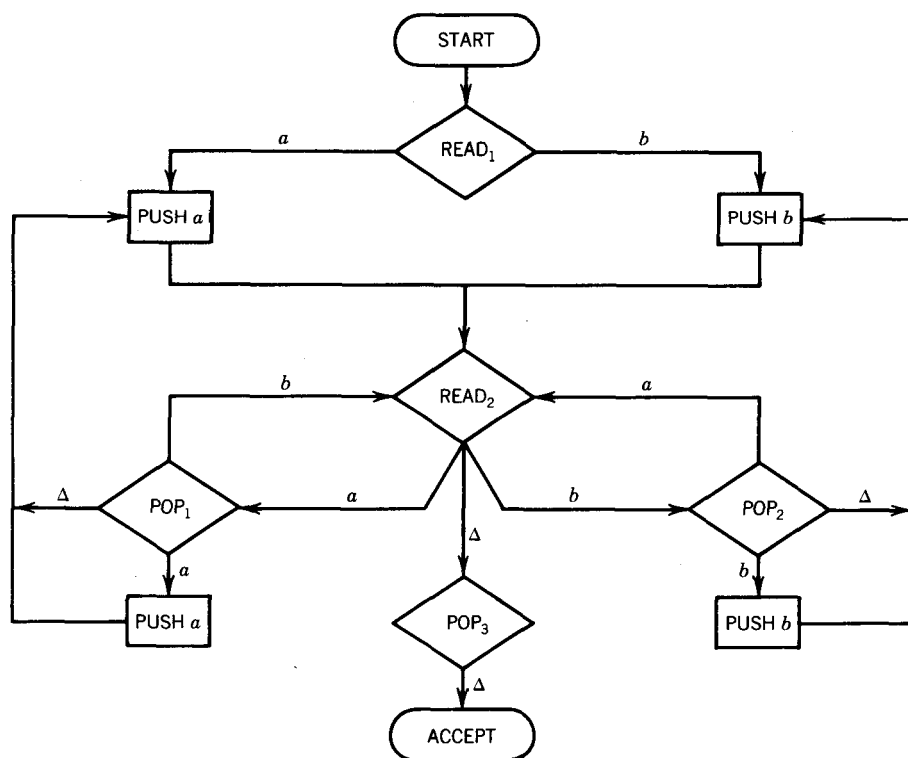 START
a
READ₁
b
PUSH a
PUSH b
b
READ₂
a
Δ
POP₁
a
b
POP₂
Δ
Δ
a
b
PUSH a
POP₃
PUSH b
Δ
ACCEPT